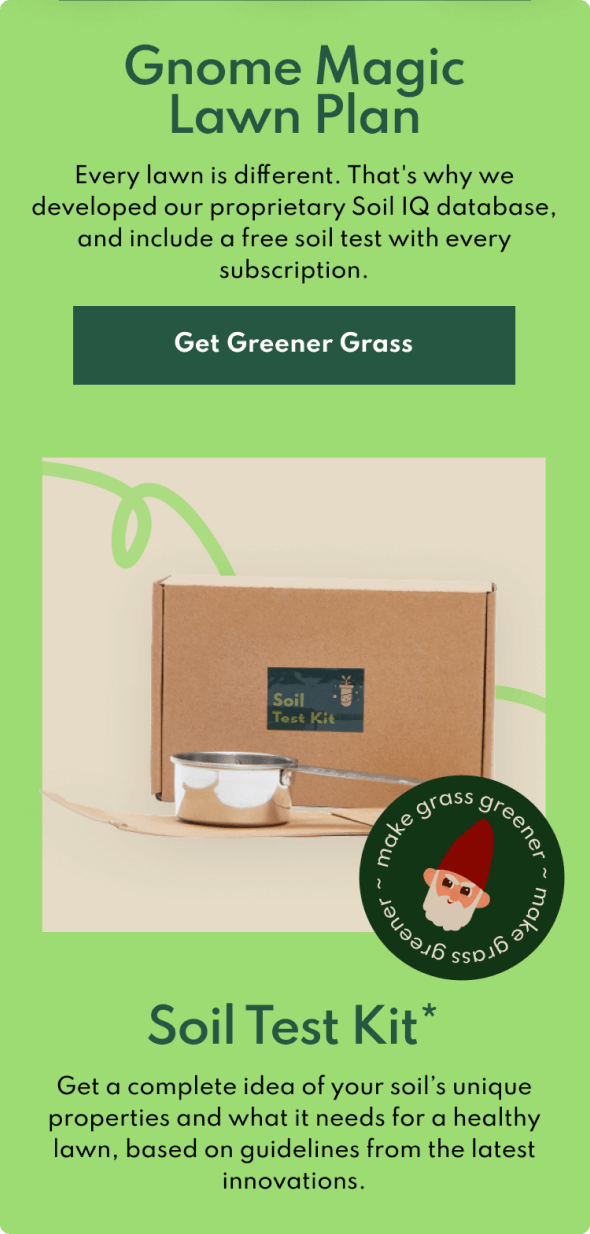 Gnome Magic
Lawn Plan
Every lawn is different. That's why we
developed our proprietary Soil IQ database,
and include a free soil test with every
subscription.
Get Greener Grass
Soil
Test Kit
make grass greener ~ make grass greener ~
Soil Test Kit*
Get a complete idea of your soil’s unique
properties and what it needs for a healthy
lawn, based on guidelines from the latest
innovations.